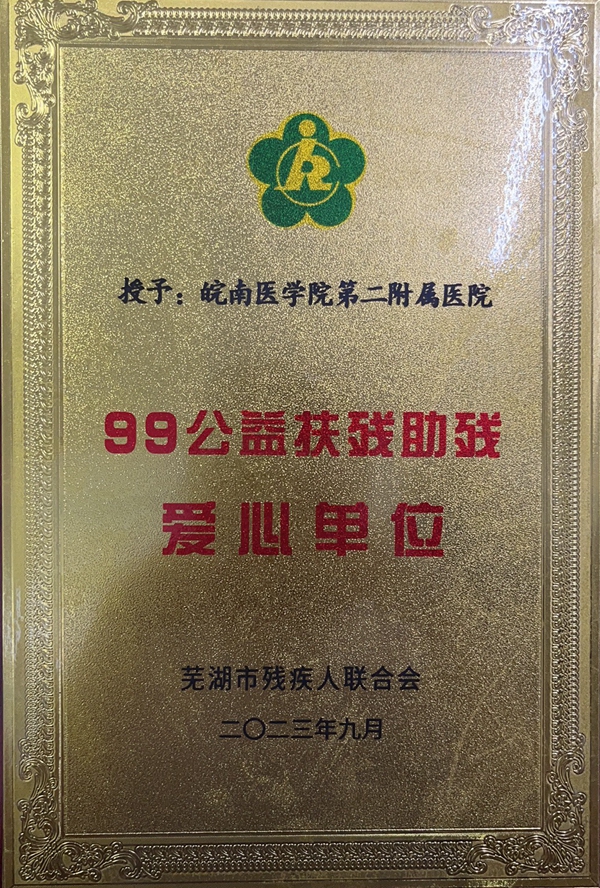 授予：皖南医学院第二附属医院
99公益扶残助残
爱心单位
芜湖市残疾人联合会
二〇二三年九月